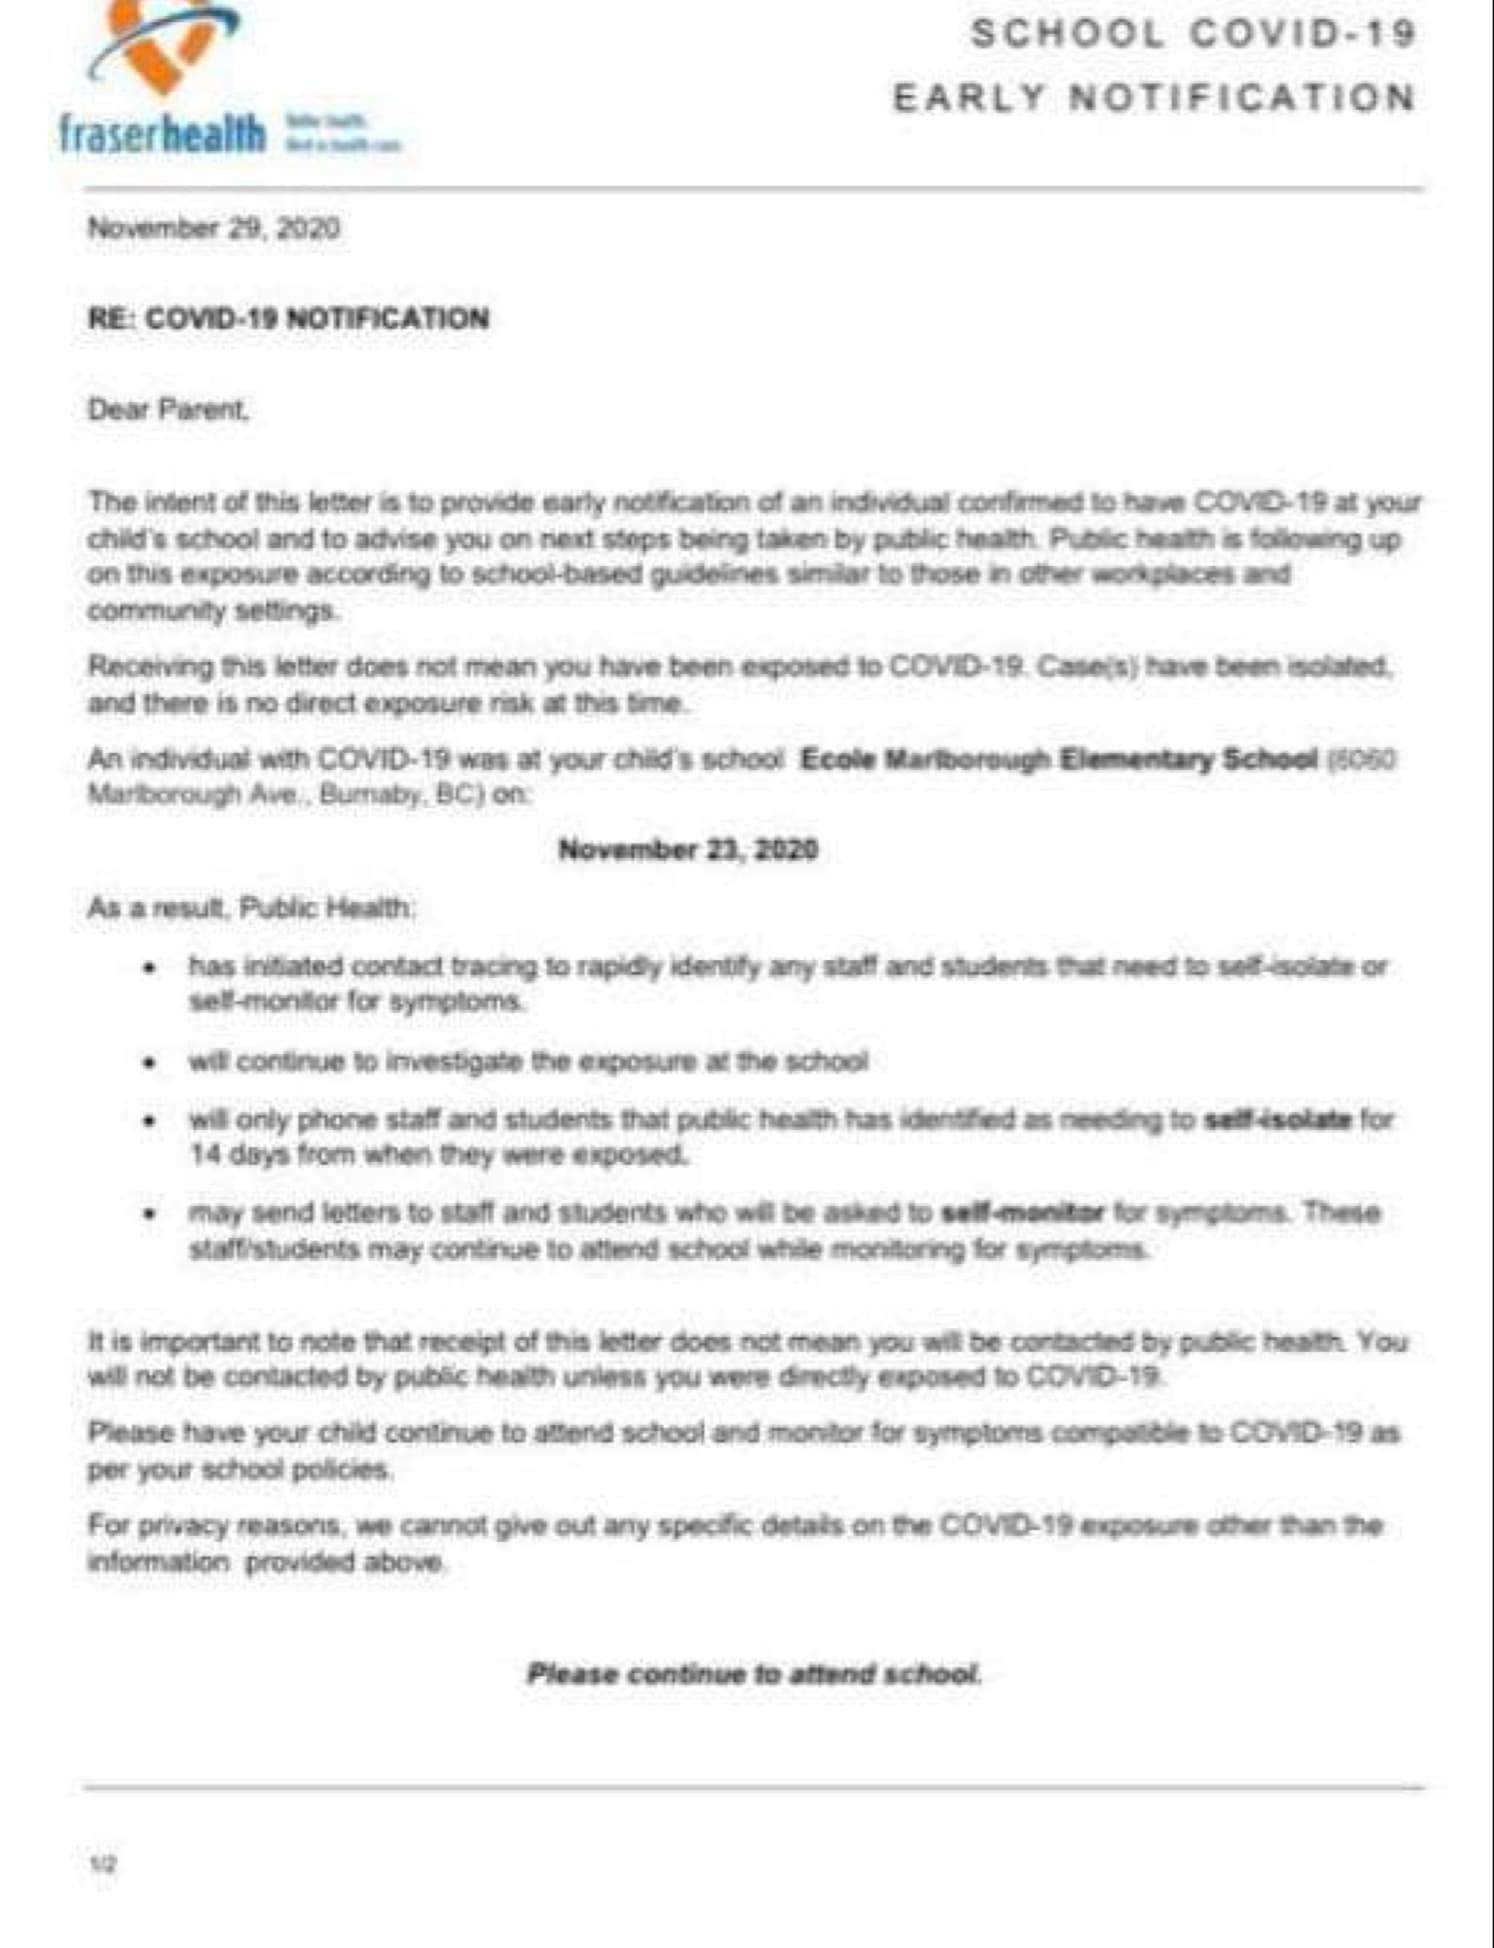 SCHOOL COVID-19
EARLY NOTIFICATION
fraserhealth
November 29, 2020
RE: COVID-19 NOTIFICATION
Dear Parent,
The intent of this letter is to provide early notification of an individual confirmed to have COVID-19 at your
child's school and to advise you on next steps being taken by public health. Public health is following up
on this exposure according to school-based guidelines similar to those in other workplaces and
community settings.
Receiving this letter does not mean you have been exposed to COVID-19. Case(s) have been isolated,
and there is no direct exposure risk at this time.
An individual with COVID-19 was at your child's school Ecole Marlborough Elementary School (6060
Marlborough Ave., Burnaby, BC) on:
November 23, 2020
As a result, Public Health:
• has initiated contact tracing to rapidly identify any staff and students that need to self-isolate or
self-monitor for symptoms.
• will continue to investigate the exposure at the school
• will only phone staff and students that public health has identified as needing to self-isolate for
14 days from when they were exposed.
• may send letters to staff and students who will be asked to self-monitor for symptoms. These
staff/students may continue to attend school while monitoring for symptoms.
It is important to note that receipt of this letter does not mean you will be contacted by public health. You
will not be contacted by public health unless you were directly exposed to COVID-19.
Please have your child continue to attend school and monitor for symptoms compatible to COVID-19 as
per your school policies.
For privacy reasons, we cannot give out any specific details on the COVID-19 exposure other than the
information provided above.
Please continue to attend school.
1/2